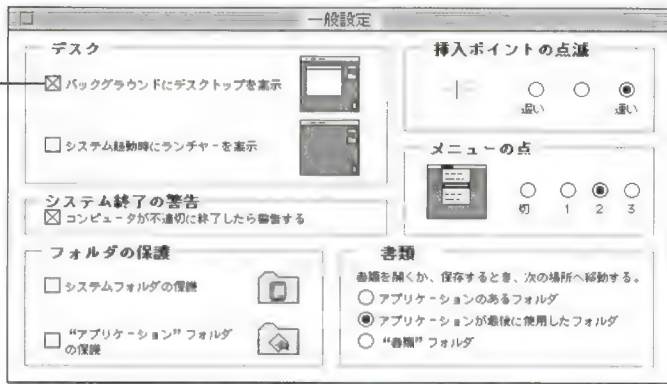 一般設定
デスク
バックグラウンドにデスクトップを表示
システム起動時にランチャーを表示
システム終了の警告
コンピュータが不適切に終了したら警告する
フォルダの保護
システムフォルダの保護
“アプリケーション”フォルダ
の保護
挿入ポイントの点滅
遅い 速い
メニューの点
切 1 2 3
書類
書類を開くか、保存するとき、次の場所へ移動する。
アプリケーションのあるフォルダ
アプリケーションが最後に使用したフォルダ
“書類”フォルダ